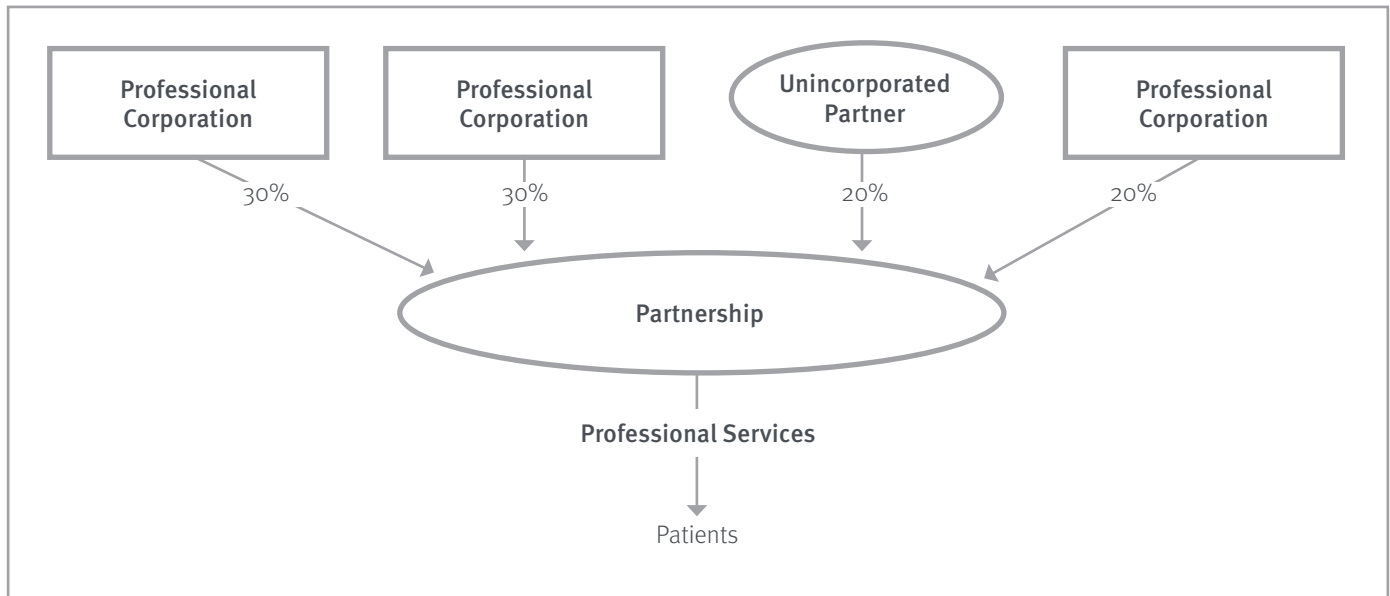 Professional
Corporation
Professional
Corporation
Unincorporated
Partner
Professional
Corporation
30%
30%
20%
20%
Partnership
Professional Services
Patients